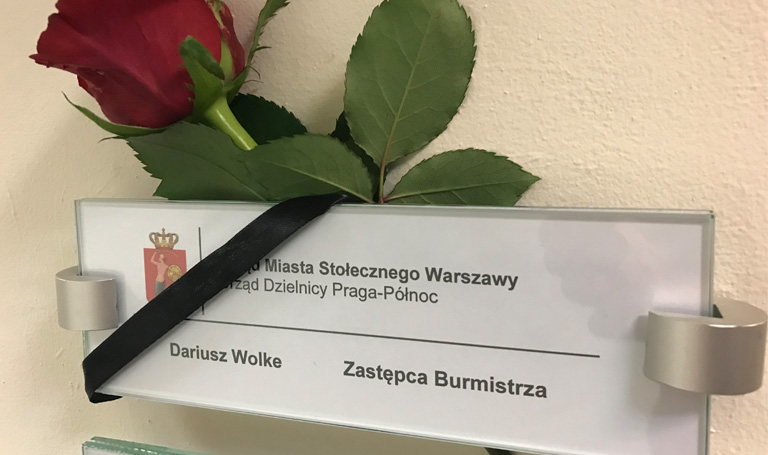 Miasta Stołecznego Warszawy
Dzielnicy Praga-Północ
Dariusz Wolke Zastępca Burmistrza